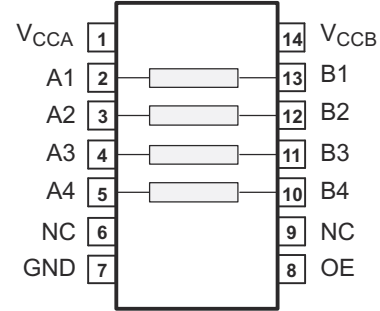 VCCA 1 14 VCCB
A1 2 13 B1
A2 3 12 B2
A3 4 11 B3
A4 5 10 B4
NC 6 9 NC
GND 7 8 OE